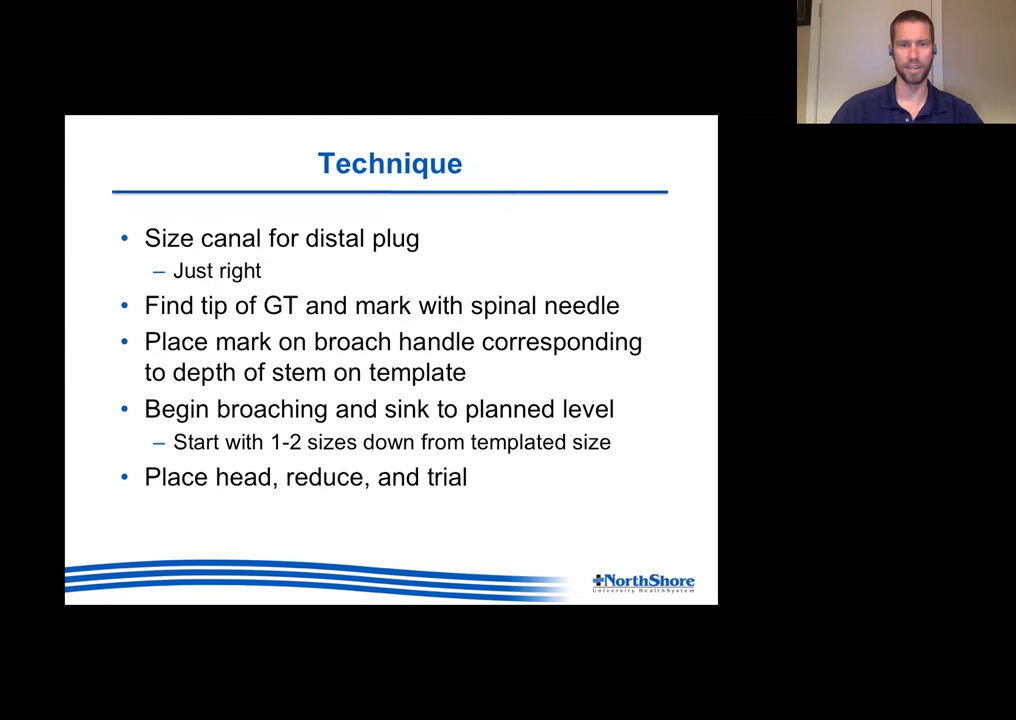 Technique
• Size canal for distal plug
– Just right
• Find tip of GT and mark with spinal needle
• Place mark on broach handle corresponding
to depth of stem on template
• Begin broaching and sink to planned level
– Start with 1-2 sizes down from templated size
• Place head, reduce, and trial
NorthShore
University HealthSystem